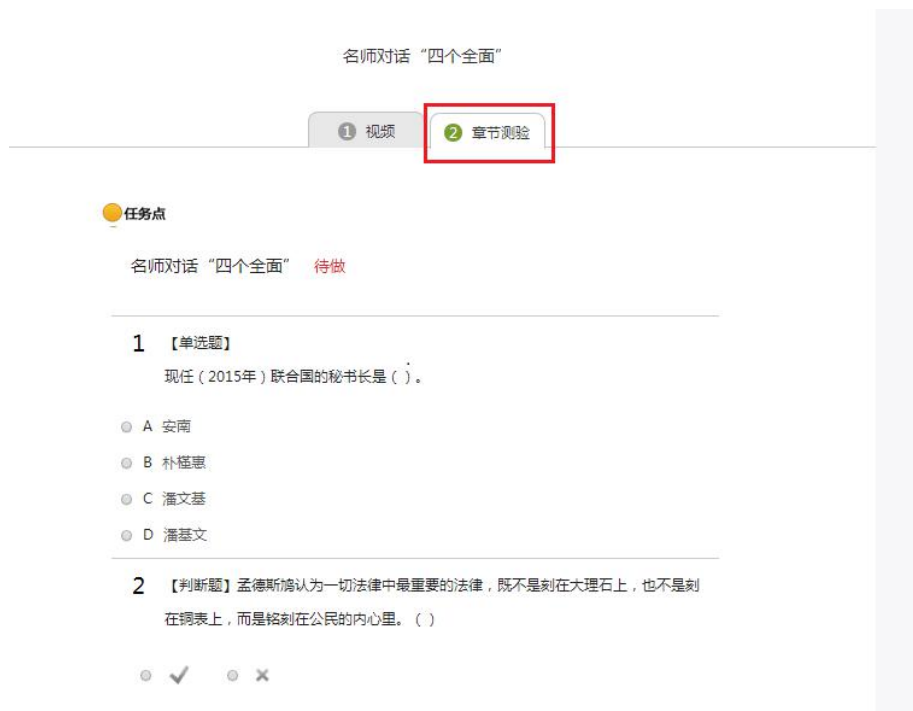 名师对话“四个全面”
1 视频
2 章节测验
任务点
名师对话“四个全面” 待做
1 【单选题】
现任（2015年）联合国的秘书长是（ ）。
A 安南
B 朴槿惠
C 潘文基
D 潘基文
2 【判断题】孟德斯鸠认为一切法律中最重要的法律，既不是刻在大理石上，也不是刻
在铜表上，而是铭刻在公民的内心里。（ ）